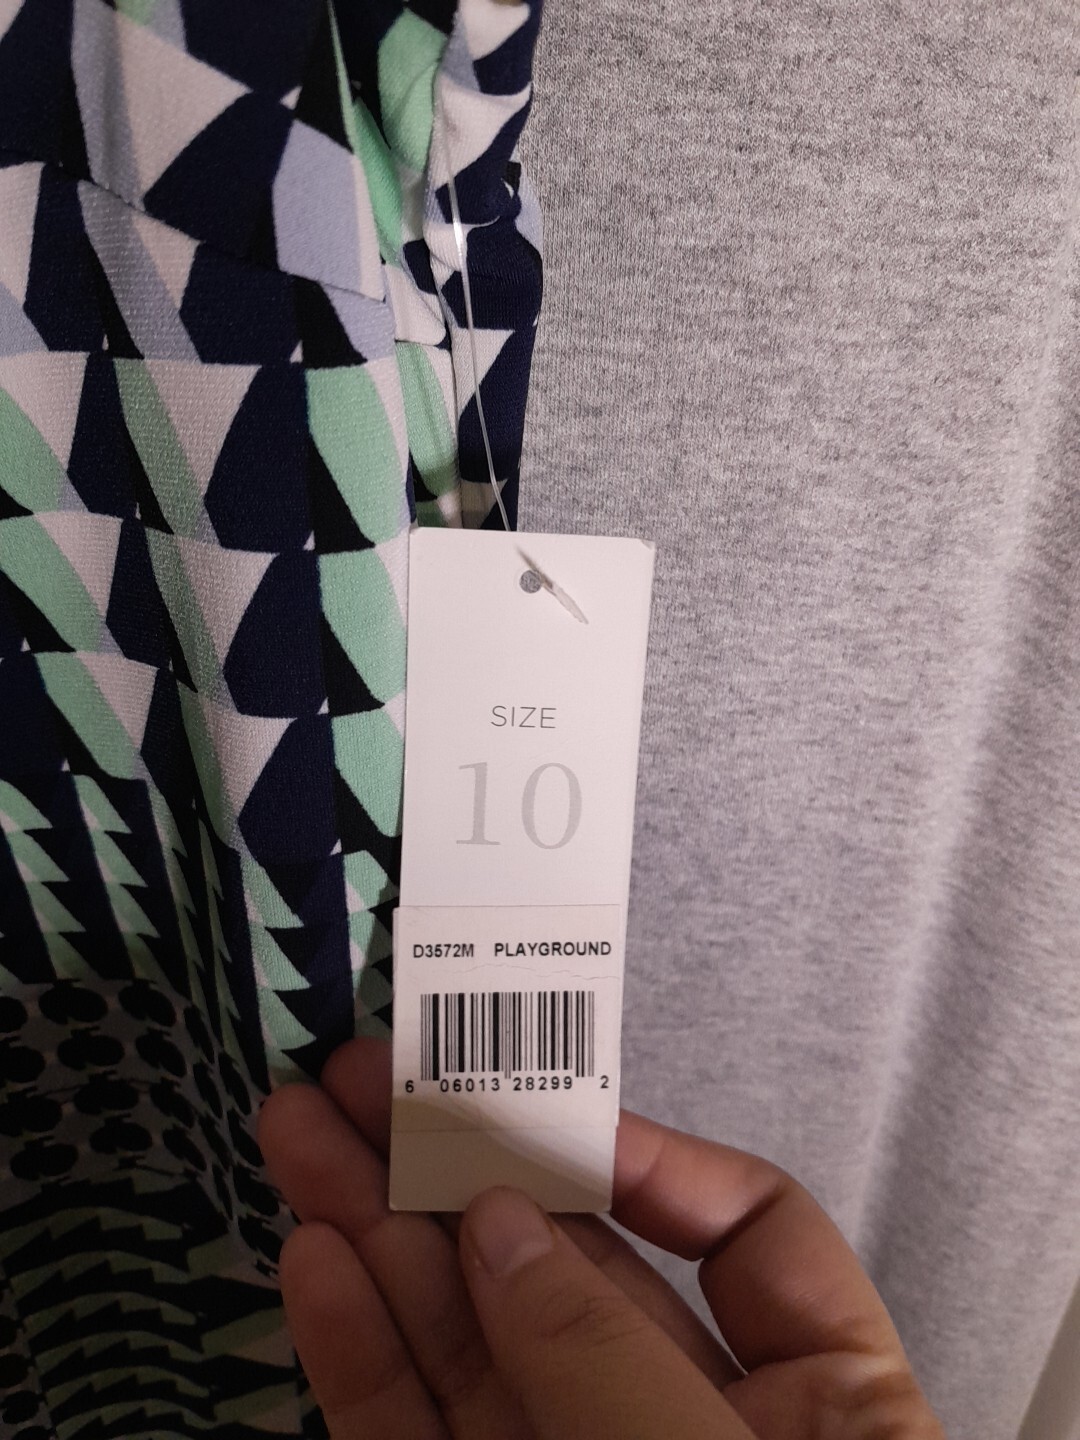 SIZE
10
D3572M PLAYGROUND
6 06013 28299 2